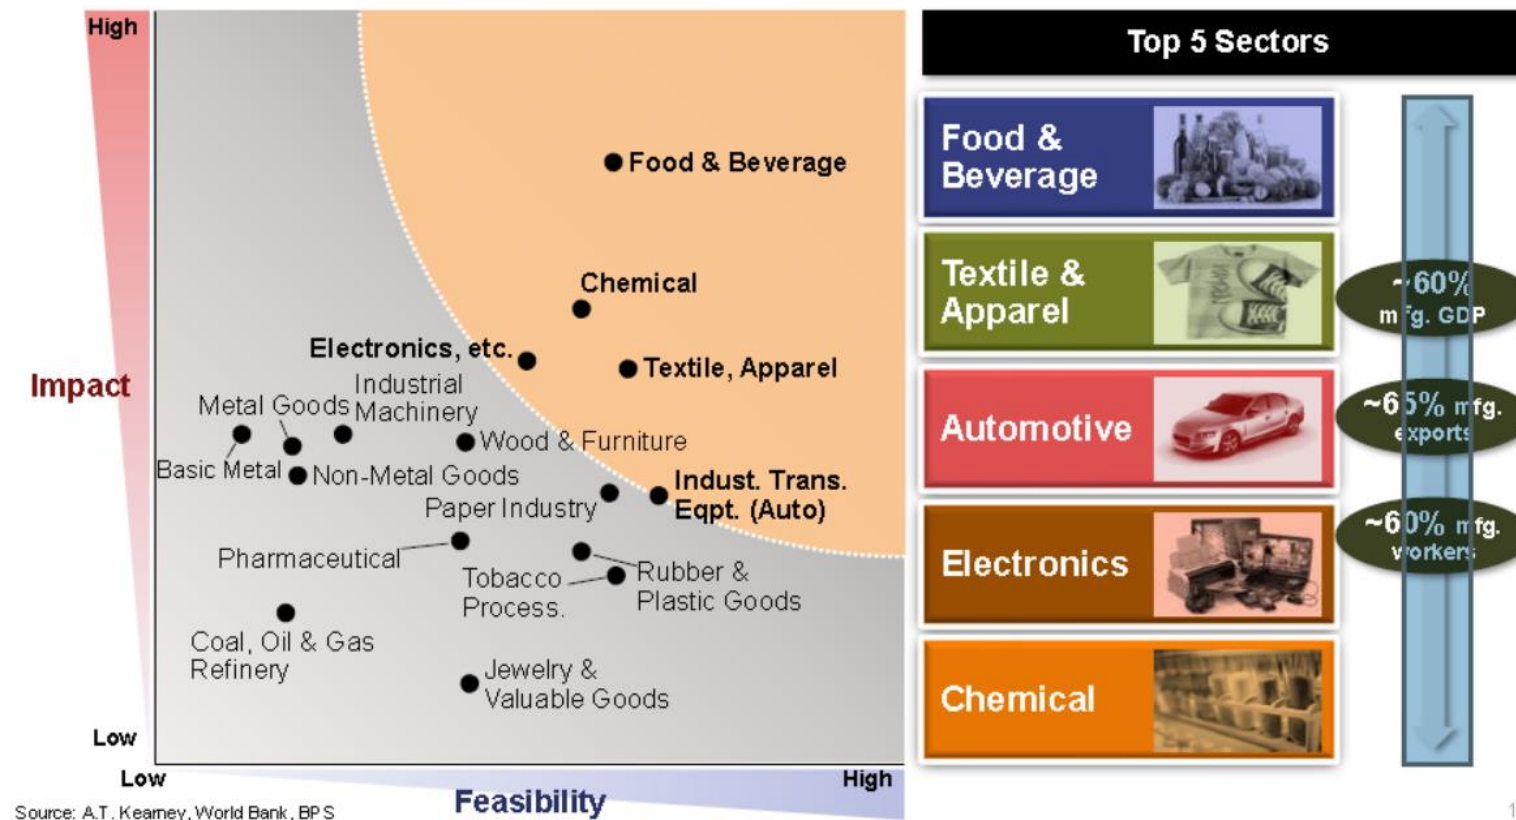 High
Impact
Low
Low
Feasibility
High
Food & Beverage
Chemical
Electronics, etc.
Textile, Apparel
Industrial
Machinery
Metal Goods
Basic Metal
Non-Metal Goods
Wood & Furniture
Indust. Trans.
Eqpt. (Auto)
Paper Industry
Pharmaceutical
Tobacco
Process.
Rubber &
Plastic Goods
Coal, Oil & Gas
Refinery
Jewelry &
Valuable Goods
Source: A.T. Kearney, World Bank, BPS
Top 5 Sectors
Food &
Beverage
Textile &
Apparel
Automotive
Electronics
Chemical
~60%
mfg. GDP
~65% mfg.
exports
~60% mfg.
workers
1